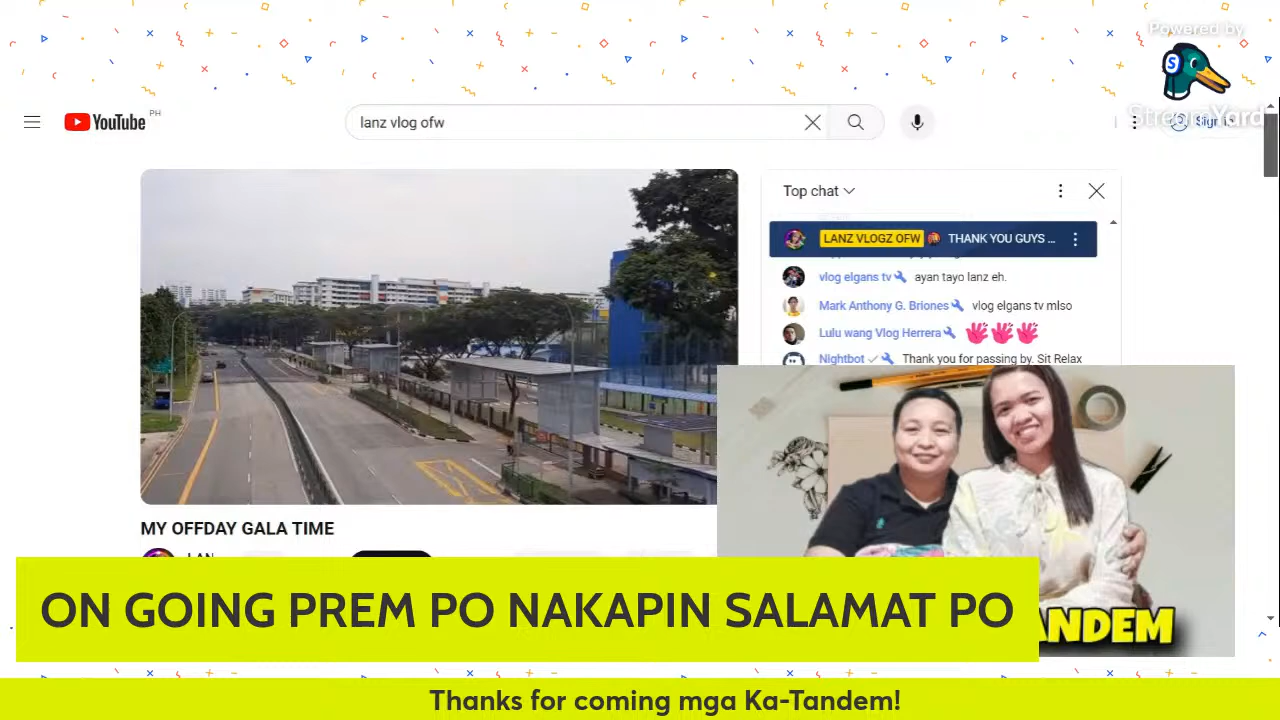 Powered by
StreamYard
YouTube PH
lanz vlog ofw
Sign in
Top chat
LANZ VLOGZ OFW THANK YOU GUYS ...
vlog elgans tv ayan tayo lanz eh.
Mark Anthony G. Briones vlog elgans tv mlso
Lulu wang Vlog Herrera
Nightbot Thank you for passing by. Sit Relax
MY OFFDAY GALA TIME
ON GOING PREM PO NAKAPIN SALAMAT PO
ANDEM
Thanks for coming mga Ka-Tandem!